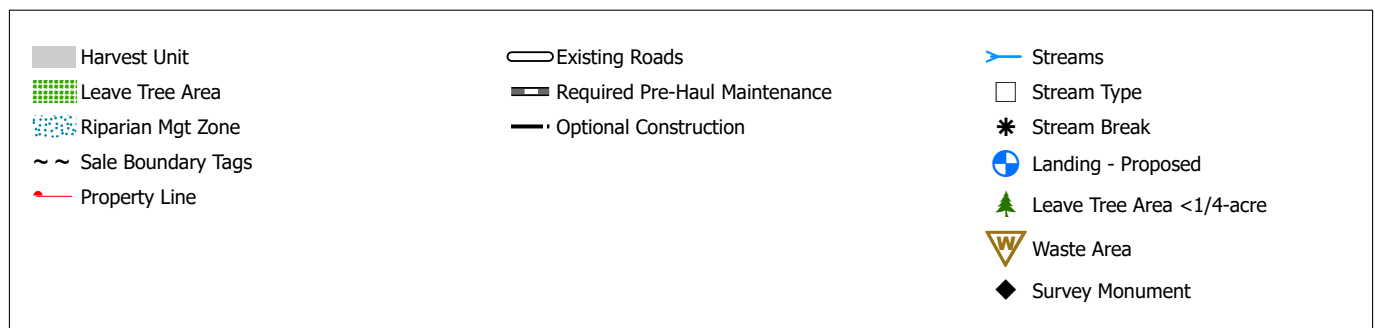 Harvest Unit
Leave Tree Area
Riparian Mgt Zone
Sale Boundary Tags
Property Line
Existing Roads
Required Pre-Haul Maintenance
Optional Construction
Streams
Stream Type
Stream Break
Landing - Proposed
Leave Tree Area <1/4-acre
W Waste Area
Survey Monument